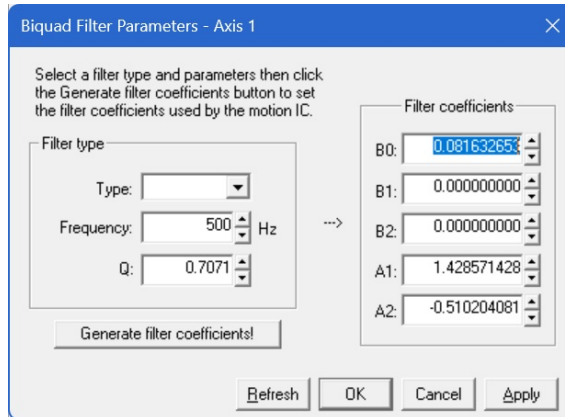 Biquad Filter Parameters - Axis 1
Select a filter type and parameters then click
the Generate filter coefficients button to set
the filter coefficients used by the motion IC.
Filter type
Type:
Frequency: 500 Hz
Q: 0.7071
Generate filter coefficients!
-->
Filter coefficients
B0: 0.081632653
B1: 0.000000000
B2: 0.000000000
A1: 1.428571428
A2: -0.510204081
Refresh OK Cancel Apply